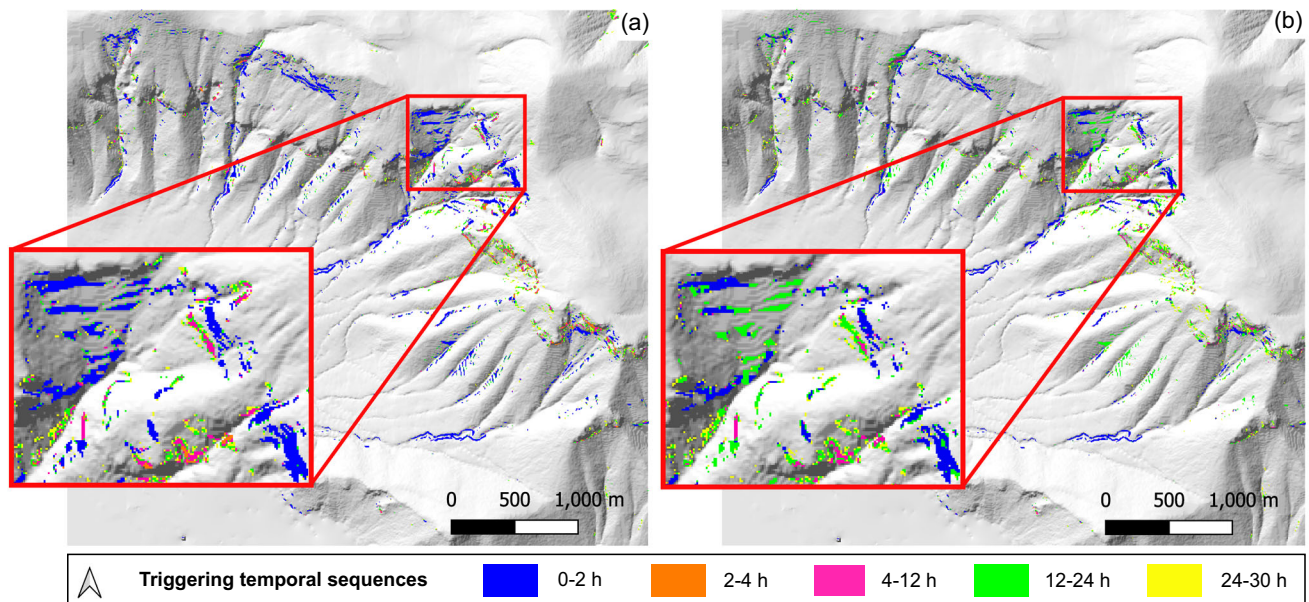 (a)
(b)
0 500 1,000 m
0 500 1,000 m
Triggering temporal sequences 0-2 h 2-4 h 4-12 h 12-24 h 24-30 h